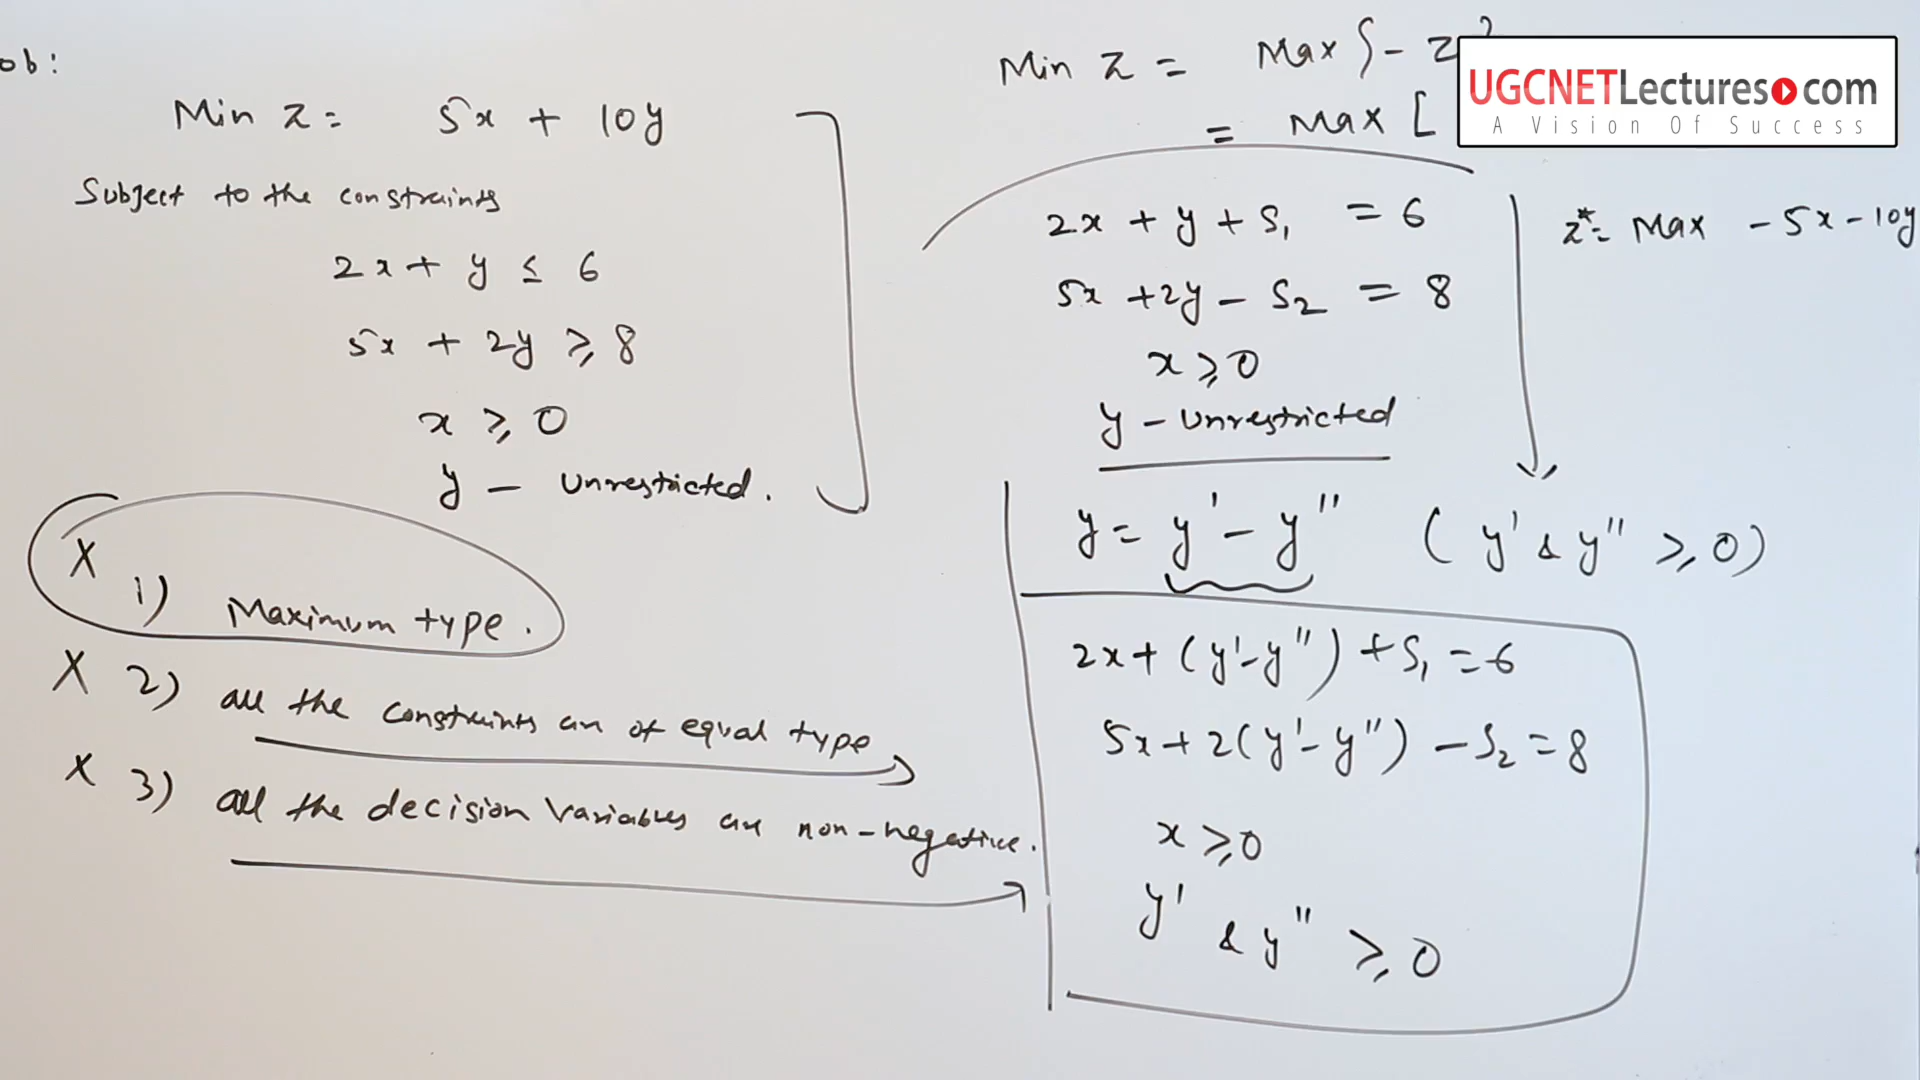 ob:
Min Z = 5x + 10y
Subject to the constraints
2x + y ≤ 6
5x + 2y ≥ 8
x ≥ 0
y - unrestricted.
X 1) Maximum type.
X 2) all the constraints are of equal type
X 3) all the decision variables are non-negative.
Min Z = Max {- Z
= Max [
2x + y + S₁ = 6
5x + 2y - S₂ = 8
x ≥ 0
y - unrestricted
Z* = Max - 5x - 10y
y = y' - y" ( y' & y" ≥ 0)
2x + (y' - y") + S₁ = 6
5x + 2(y' - y") - S₂ = 8
x ≥ 0
y' & y" ≥ 0
UGCNETLectures.com
A Vision Of Success